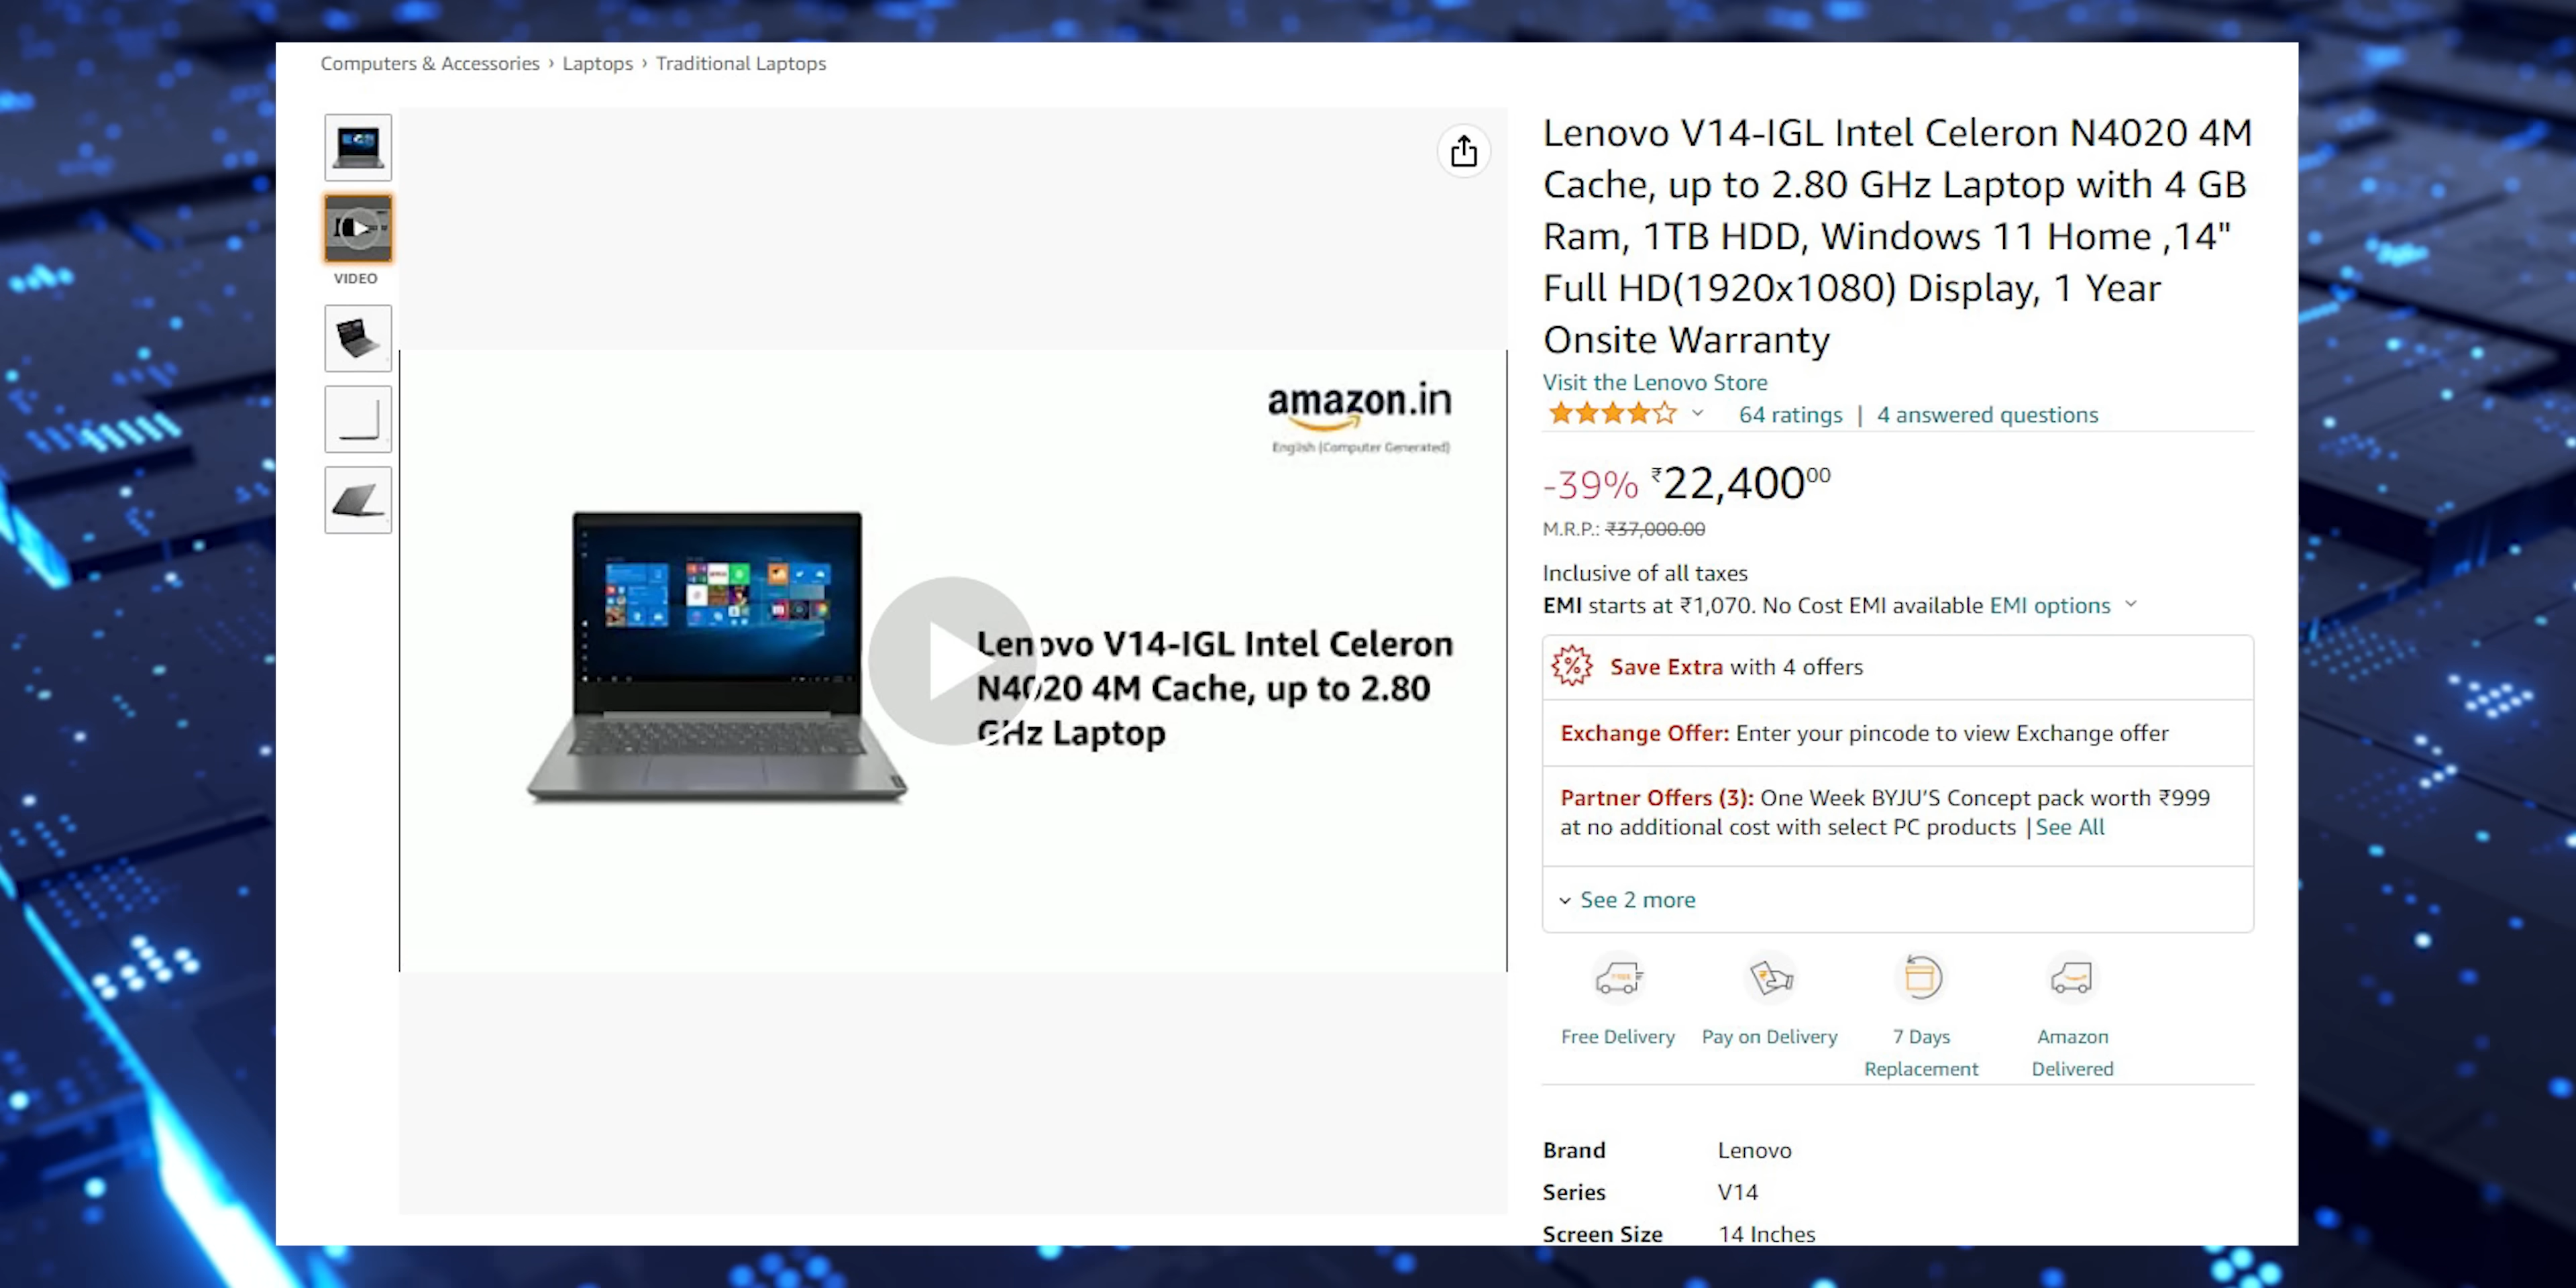 Computers & Accessories › Laptops › Traditional Laptops
VIDEO
amazon.in
English (Computer Generated)
Lenovo V14-IGL Intel Celeron
N4020 4M Cache, up to 2.80
GHz Laptop
Lenovo V14-IGL Intel Celeron N4020 4M
Cache, up to 2.80 GHz Laptop with 4 GB
Ram, 1TB HDD, Windows 11 Home ,14"
Full HD(1920x1080) Display, 1 Year
Onsite Warranty
Visit the Lenovo Store
64 ratings | 4 answered questions
-39% ₹22,40000
M.R.P.: ₹37,000.00
Inclusive of all taxes
EMI starts at ₹1,070. No Cost EMI available EMI options
Save Extra with 4 offers
Exchange Offer: Enter your pincode to view Exchange offer
Partner Offers (3): One Week BYJU'S Concept pack worth ₹999
at no additional cost with select PC products | See All
See 2 more
Free Delivery
Pay on Delivery
7 Days
Replacement
Amazon
Delivered
Brand Lenovo
Series V14
Screen Size 14 Inches